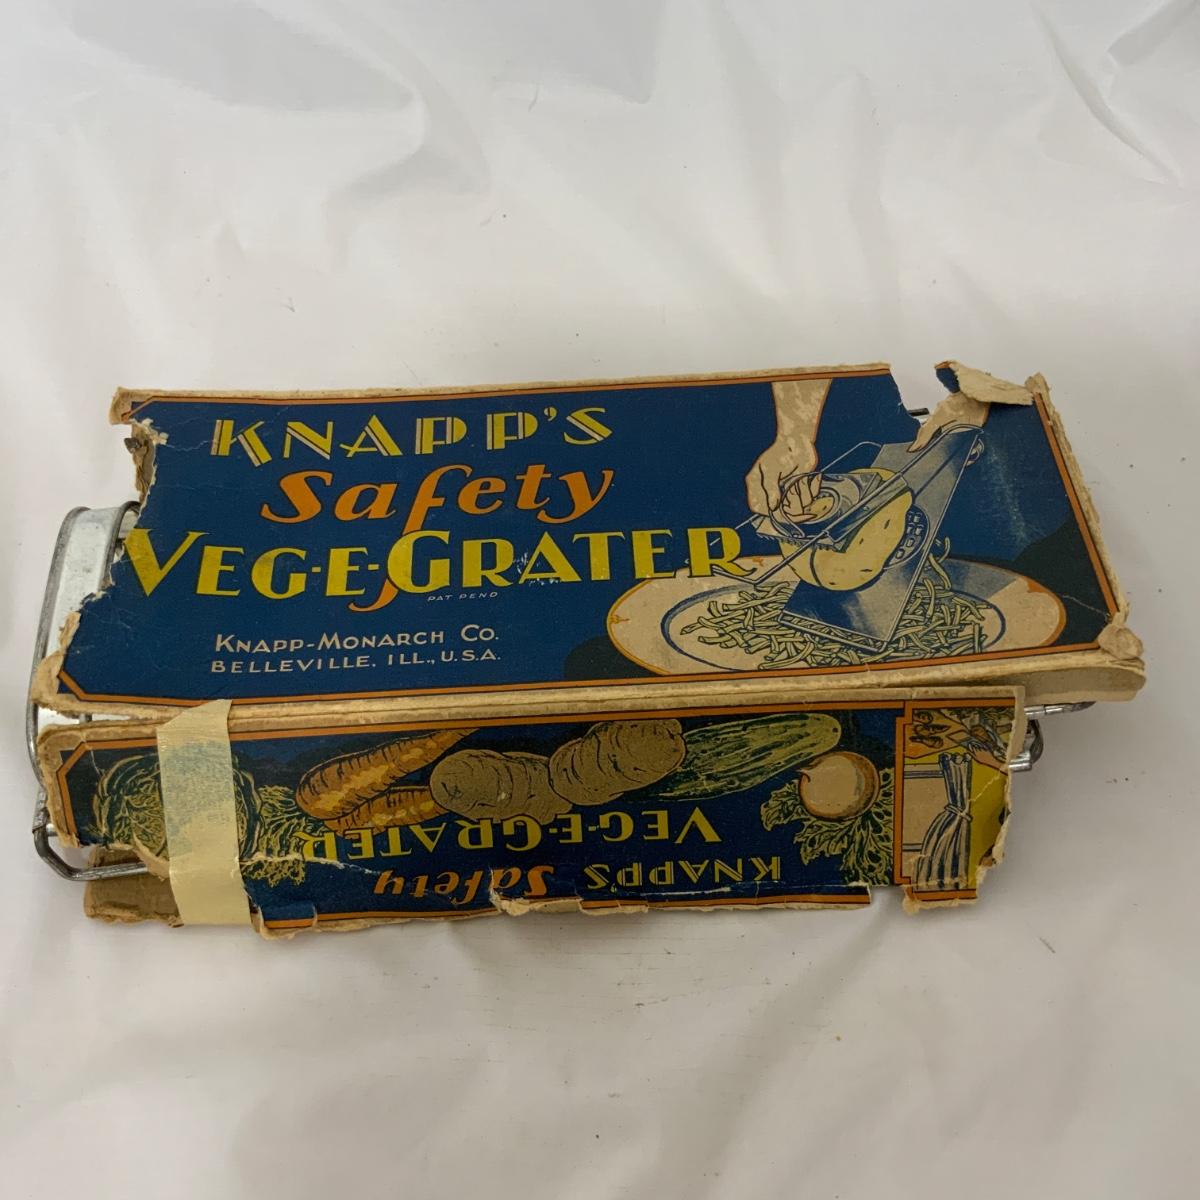 KNAPP'S
Safety
VEG-E-GRATER
PAT PEND
KNAPP-MONARCH CO.
BELLEVILLE, ILL., U.S.A.
KNAPP'S Safety
VEG-E-GRATER